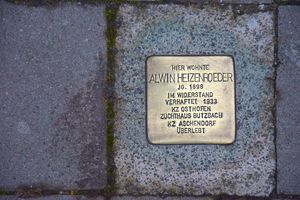 HIER WOHNTE
ALWIN HEIZENROEDER
JG. 1898
IM WIDERSTAND
VERHAFTET 1933
KZ OSTHOFEN
ZUCHTHAUS BUTZBACH
KZ ASCHENDORF
ÜBERLEBT